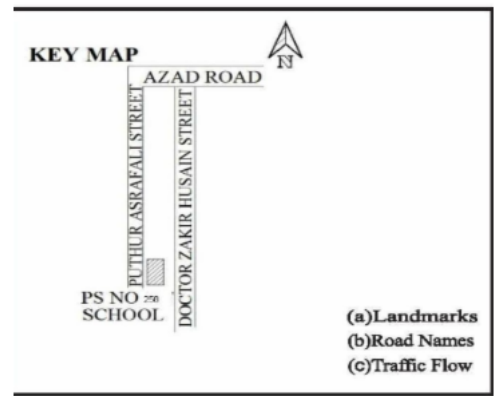 KEY MAP
N
AZAD ROAD
PUTHUR ASRAFALI STREET
DOCTOR ZAKIR HUSAIN STREET
PS NO 250
SCHOOL
(a)Landmarks
(b)Road Names
(c)Traffic Flow